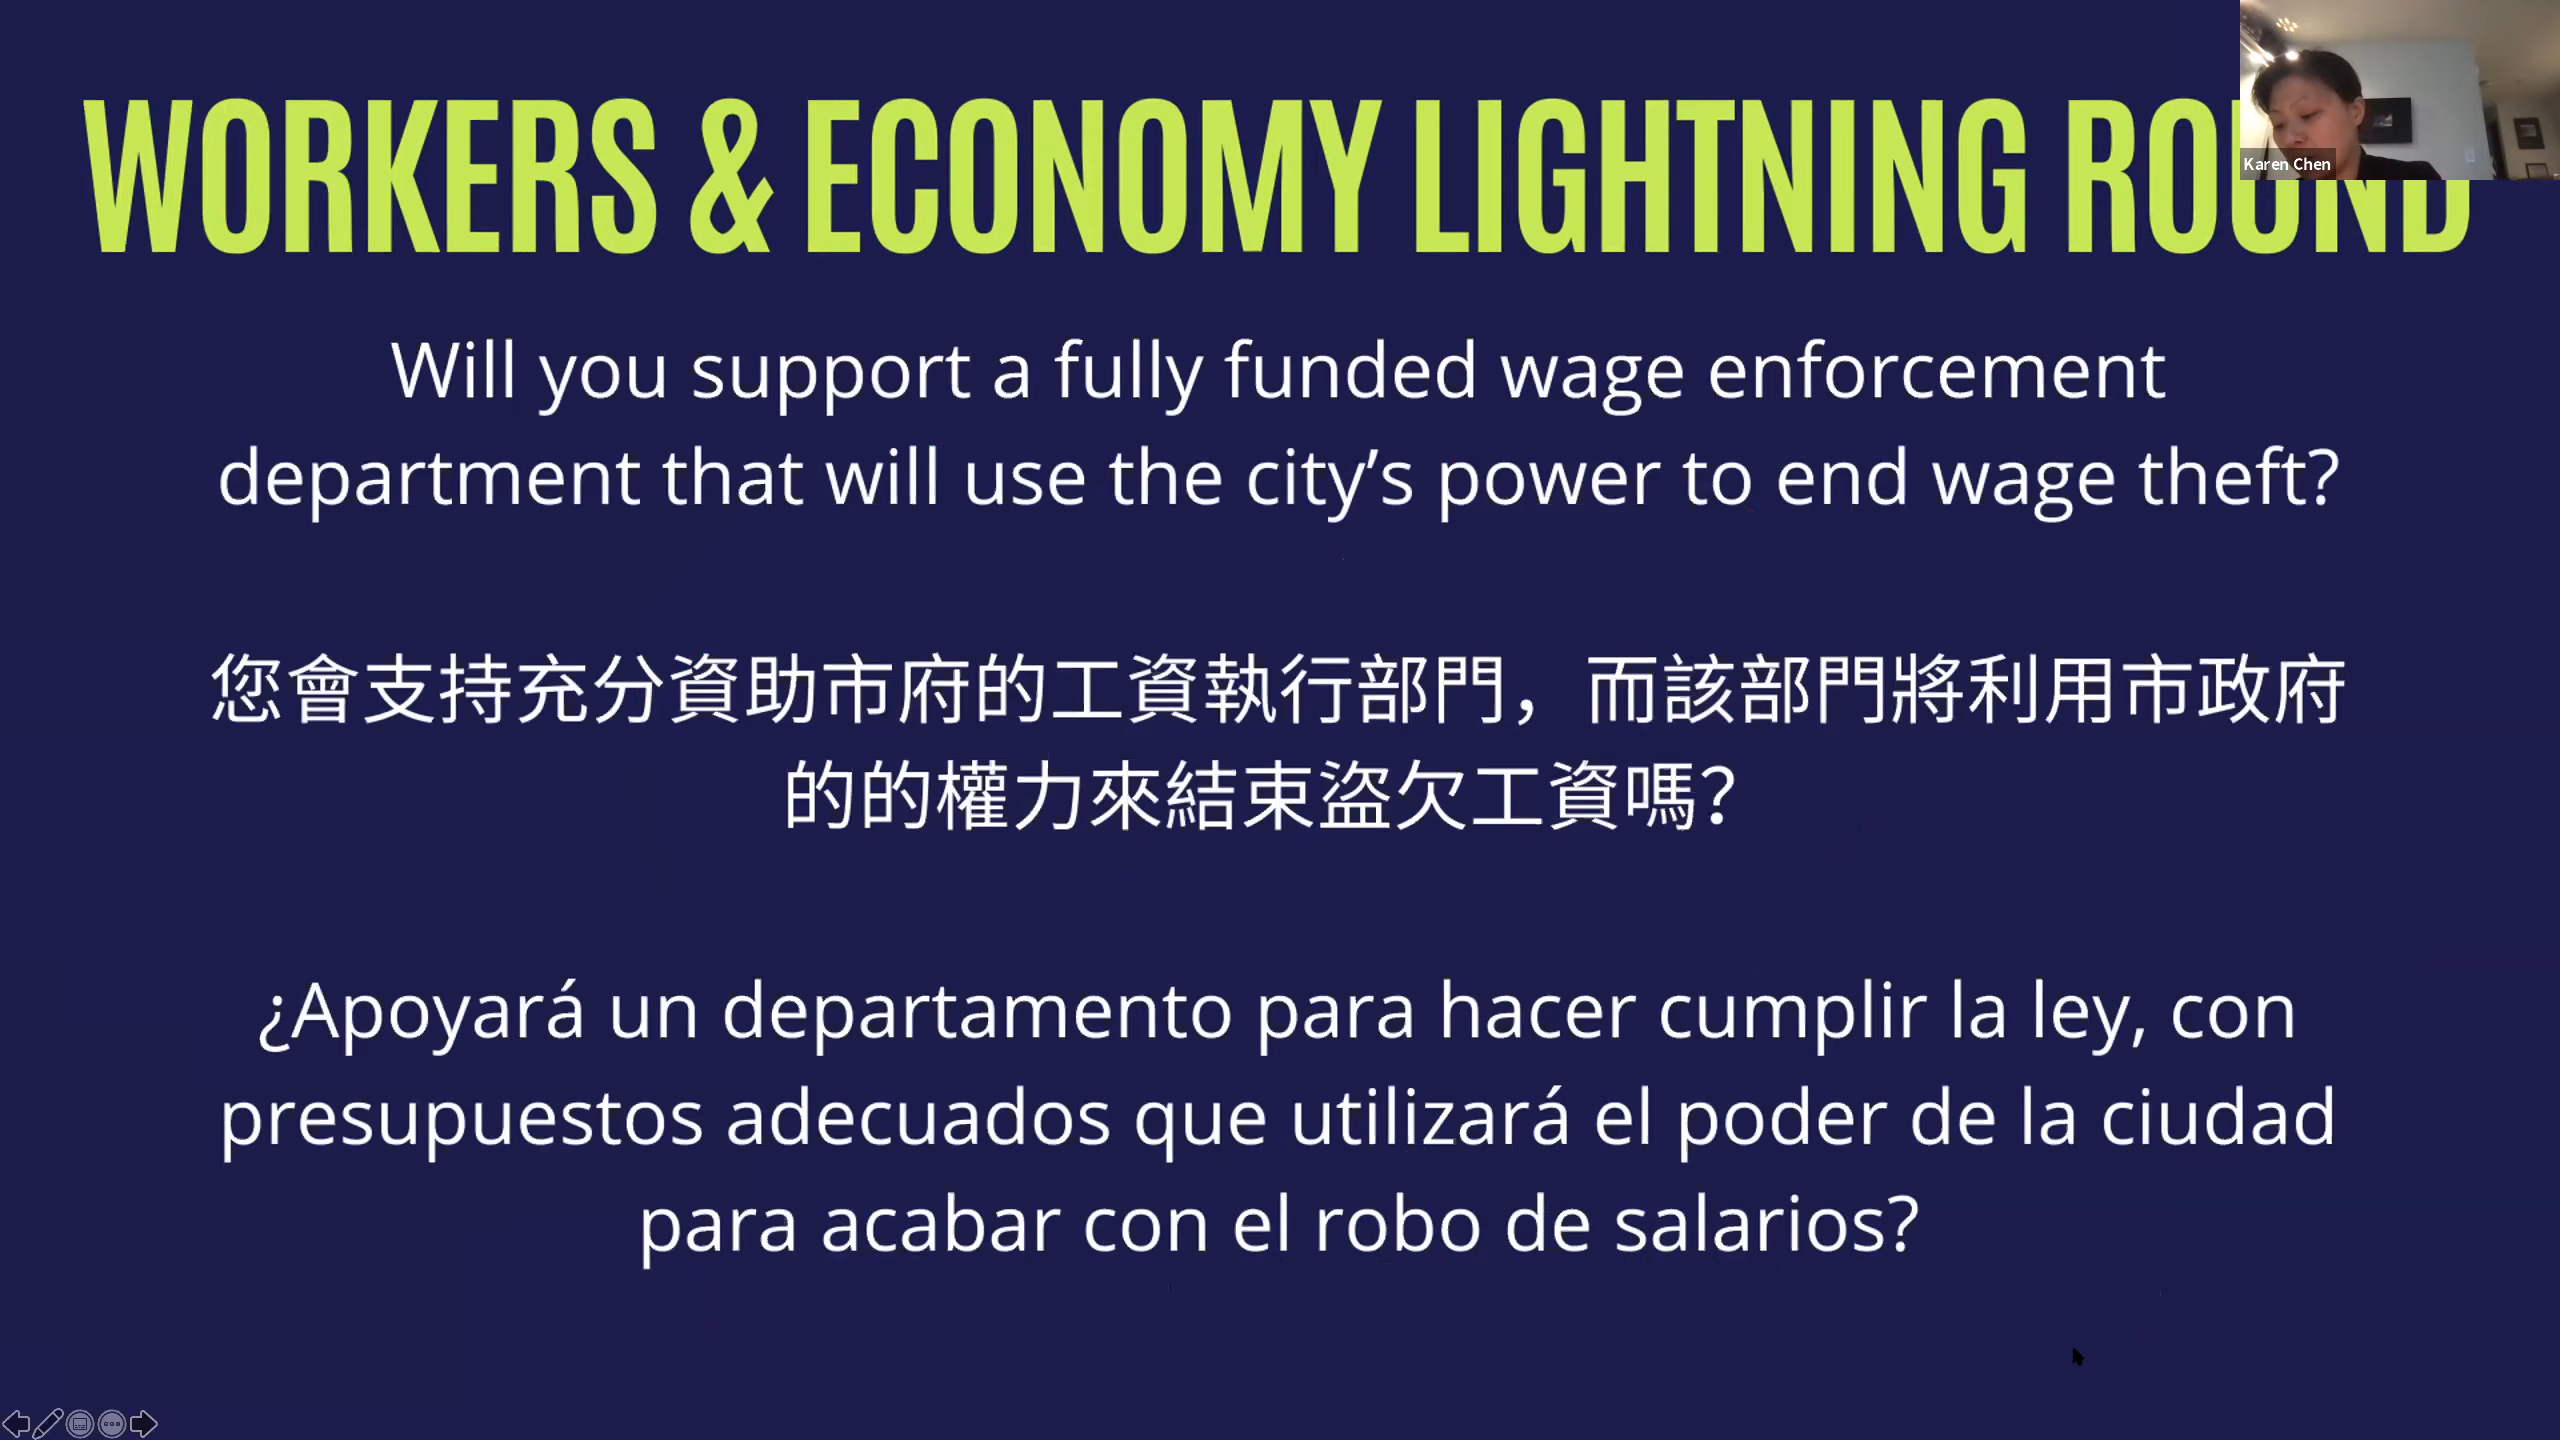 WORKERS & ECONOMY LIGHTNING ROUND
Karen Chen
Will you support a fully funded wage enforcement
department that will use the city’s power to end wage theft?
您會支持充分資助市府的工資執行部門，而該部門將利用市政府
的的權力來結束盜欠工資嗎？
¿Apoyará un departamento para hacer cumplir la ley, con
presupuestos adecuados que utilizará el poder de la ciudad
para acabar con el robo de salarios?